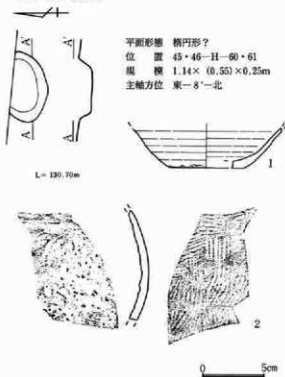 A A'
平面形態 楕円形?
位 置 45・46―H―60・61
規 模 1.14×(0.55)×0.25m
主軸方位 東―8°―北
A A'
L=130.70m
1
2
0 5cm